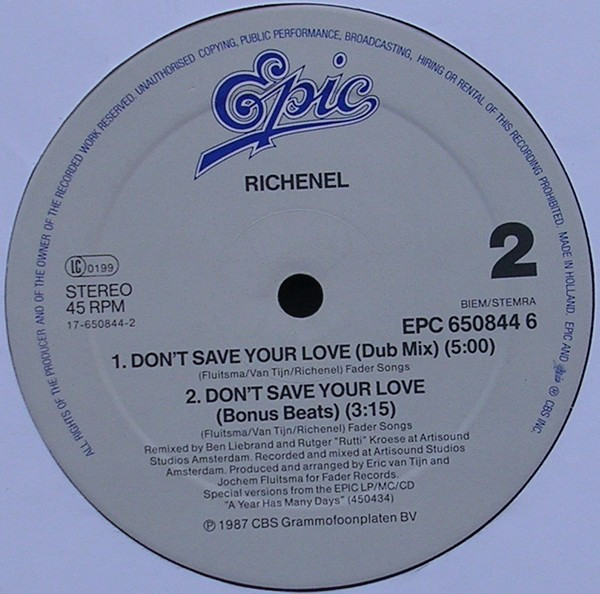 ALL RIGHTS OF THE PRODUCER AND OF THE OWNER OF THE RECORDED WORK RESERVED. UNAUTHORISED COPYING, PUBLIC PERFORMANCE, BROADCASTING, HIRING OR RENTAL OF THIS RECORDING PROHIBITED. MADE IN HOLLAND. EPIC AND Epic ® CBS INC.
Epic
RICHENEL
2
LC 0199
STEREO
45 RPM
17-650844-2
BIEM/STEMRA
EPC 650844 6
1. DON'T SAVE YOUR LOVE (Dub Mix) (5:00)
(Fluitsma/Van Tijn/Richenel) Fader Songs
2. DON'T SAVE YOUR LOVE
(Bonus Beats) (3:15)
(Fluitsma/Van Tijn/Richenel) Fader Songs
Remixed by Ben Liebrand and Rutger "Rutti" Kroese at Artisound
Studios Amsterdam. Recorded and mixed at Artisound Studios
Amsterdam. Produced and arranged by Eric van Tijn and
Jochem Fluitsma for Fader Records.
Special versions from the EPIC LP/MC/CD
"A Year Has Many Days" (450434)
℗ 1987 CBS Grammofoonplaten BV